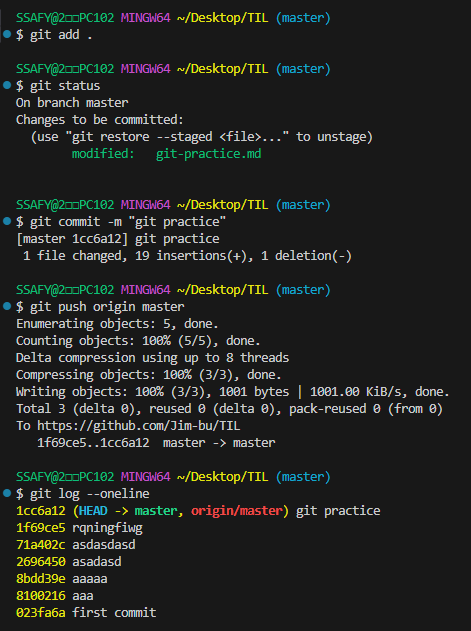 SSAFY@2□□PC102 MINGW64 ~/Desktop/TIL (master)
$ git add .
SSAFY@2□□PC102 MINGW64 ~/Desktop/TIL (master)
$ git status
On branch master
Changes to be committed:
  (use "git restore --staged <file>..." to unstage)
        modified:   git-practice.md
SSAFY@2□□PC102 MINGW64 ~/Desktop/TIL (master)
$ git commit -m "git practice"
[master 1cc6a12] git practice
 1 file changed, 19 insertions(+), 1 deletion(-)
SSAFY@2□□PC102 MINGW64 ~/Desktop/TIL (master)
$ git push origin master
Enumerating objects: 5, done.
Counting objects: 100% (5/5), done.
Delta compression using up to 8 threads
Compressing objects: 100% (3/3), done.
Writing objects: 100% (3/3), 1001 bytes | 1001.00 KiB/s, done.
Total 3 (delta 0), reused 0 (delta 0), pack-reused 0 (from 0)
To https://github.com/Jim-bu/TIL
   1f69ce5..1cc6a12  master -> master
SSAFY@2□□PC102 MINGW64 ~/Desktop/TIL (master)
$ git log --oneline
1cc6a12 (HEAD -> master, origin/master) git practice
1f69ce5 rqningfiwg
71a402c asdasdasd
2696450 asadasd
8bdd39e aaaaa
8100216 aaa
023fa6a first commit